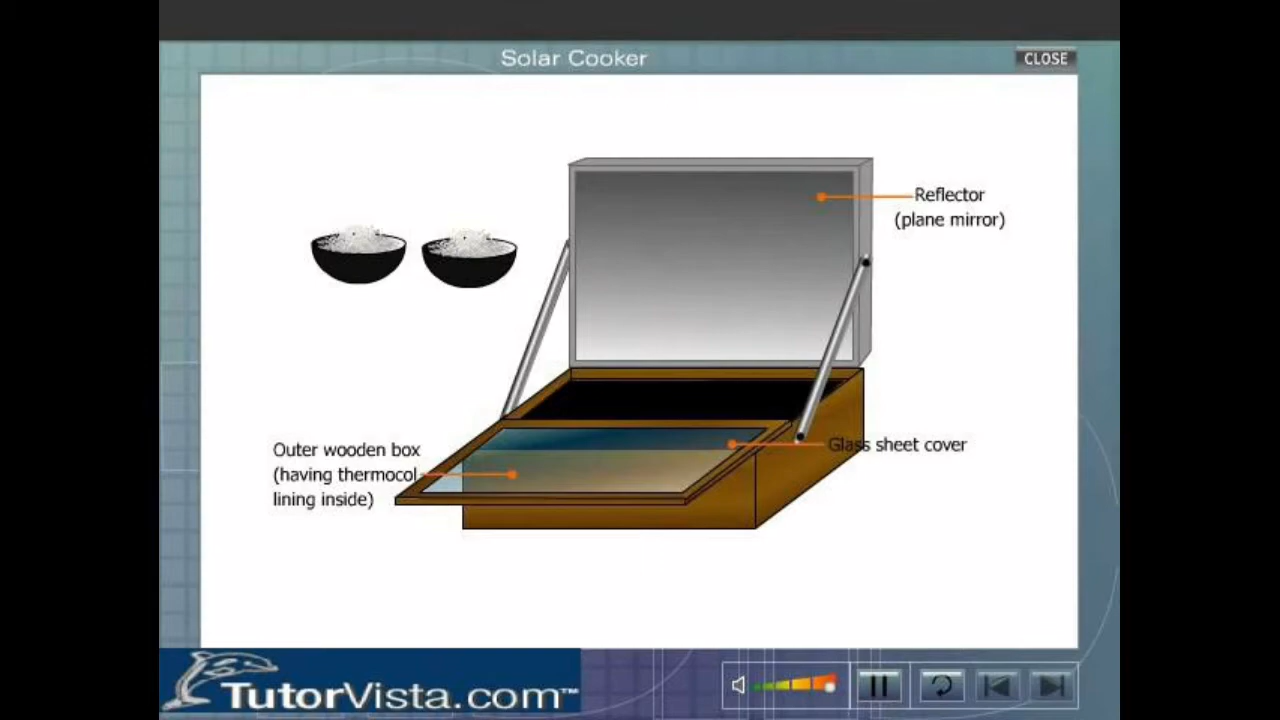 Solar Cooker
CLOSE
Reflector
(plane mirror)
Outer wooden box
(having thermocol
lining inside)
Glass sheet cover
TutorVista.com™